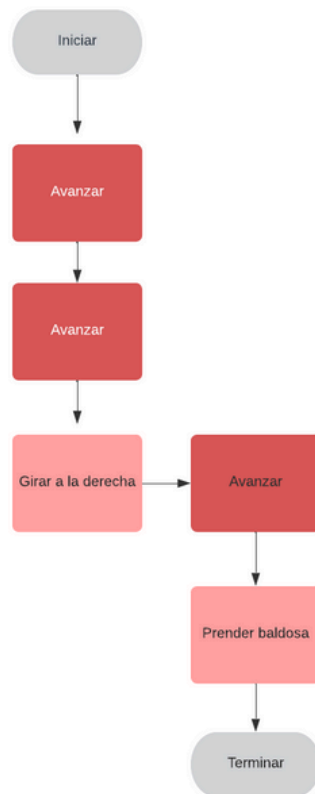 Iniciar
Avanzar
Avanzar
Girar a la derecha
Avanzar
Prender baldosa
Terminar